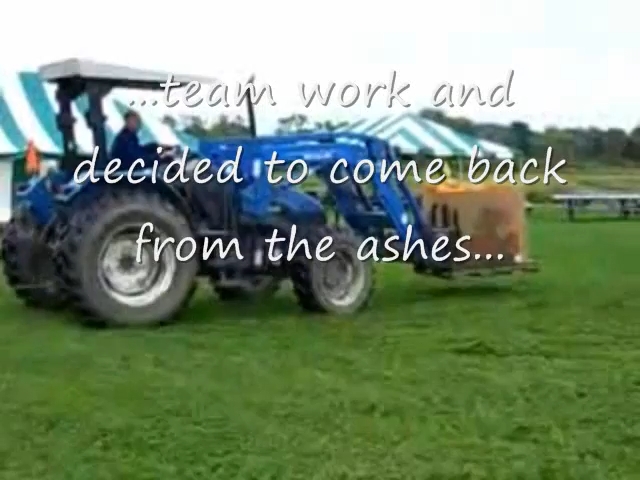 ...team work and
decided to come back
from the ashes...